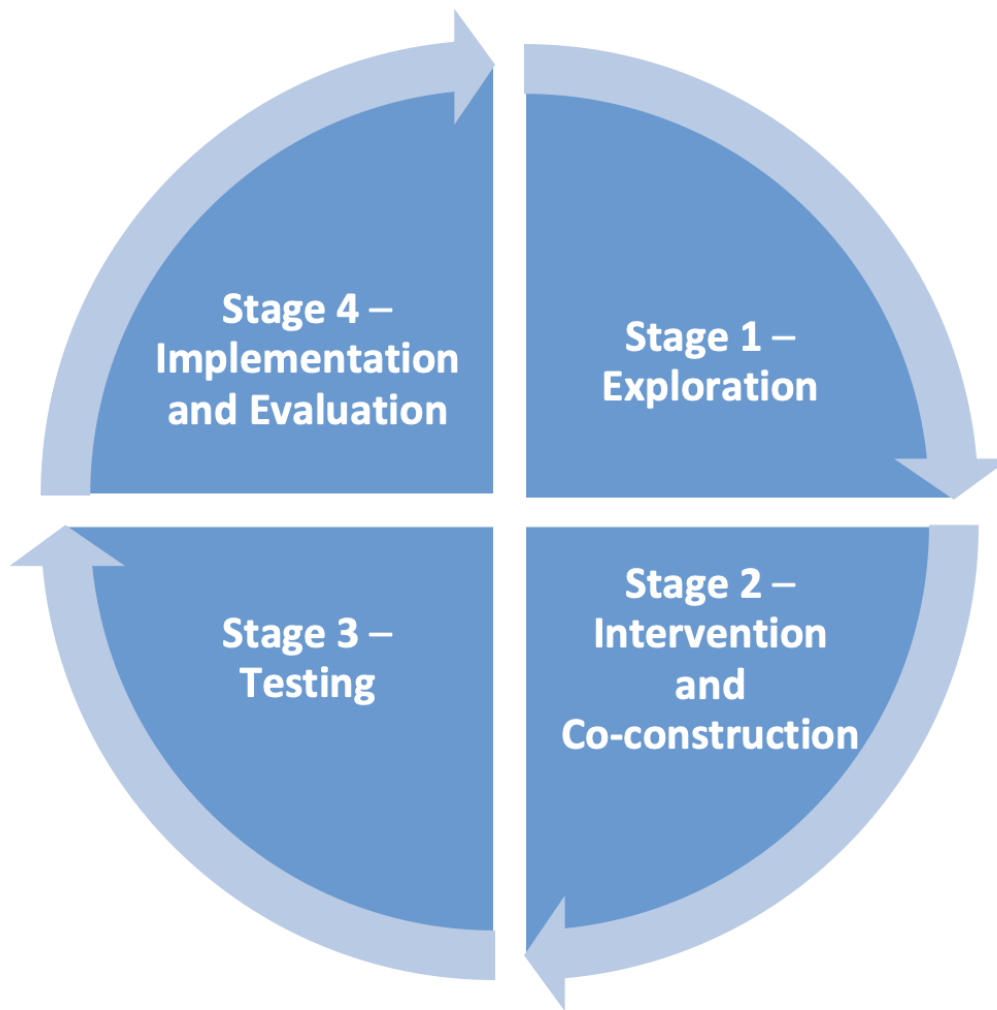 Stage 1 –
Exploration
Stage 2 –
Intervention
and
Co-construction
Stage 3 –
Testing
Stage 4 –
Implementation
and Evaluation